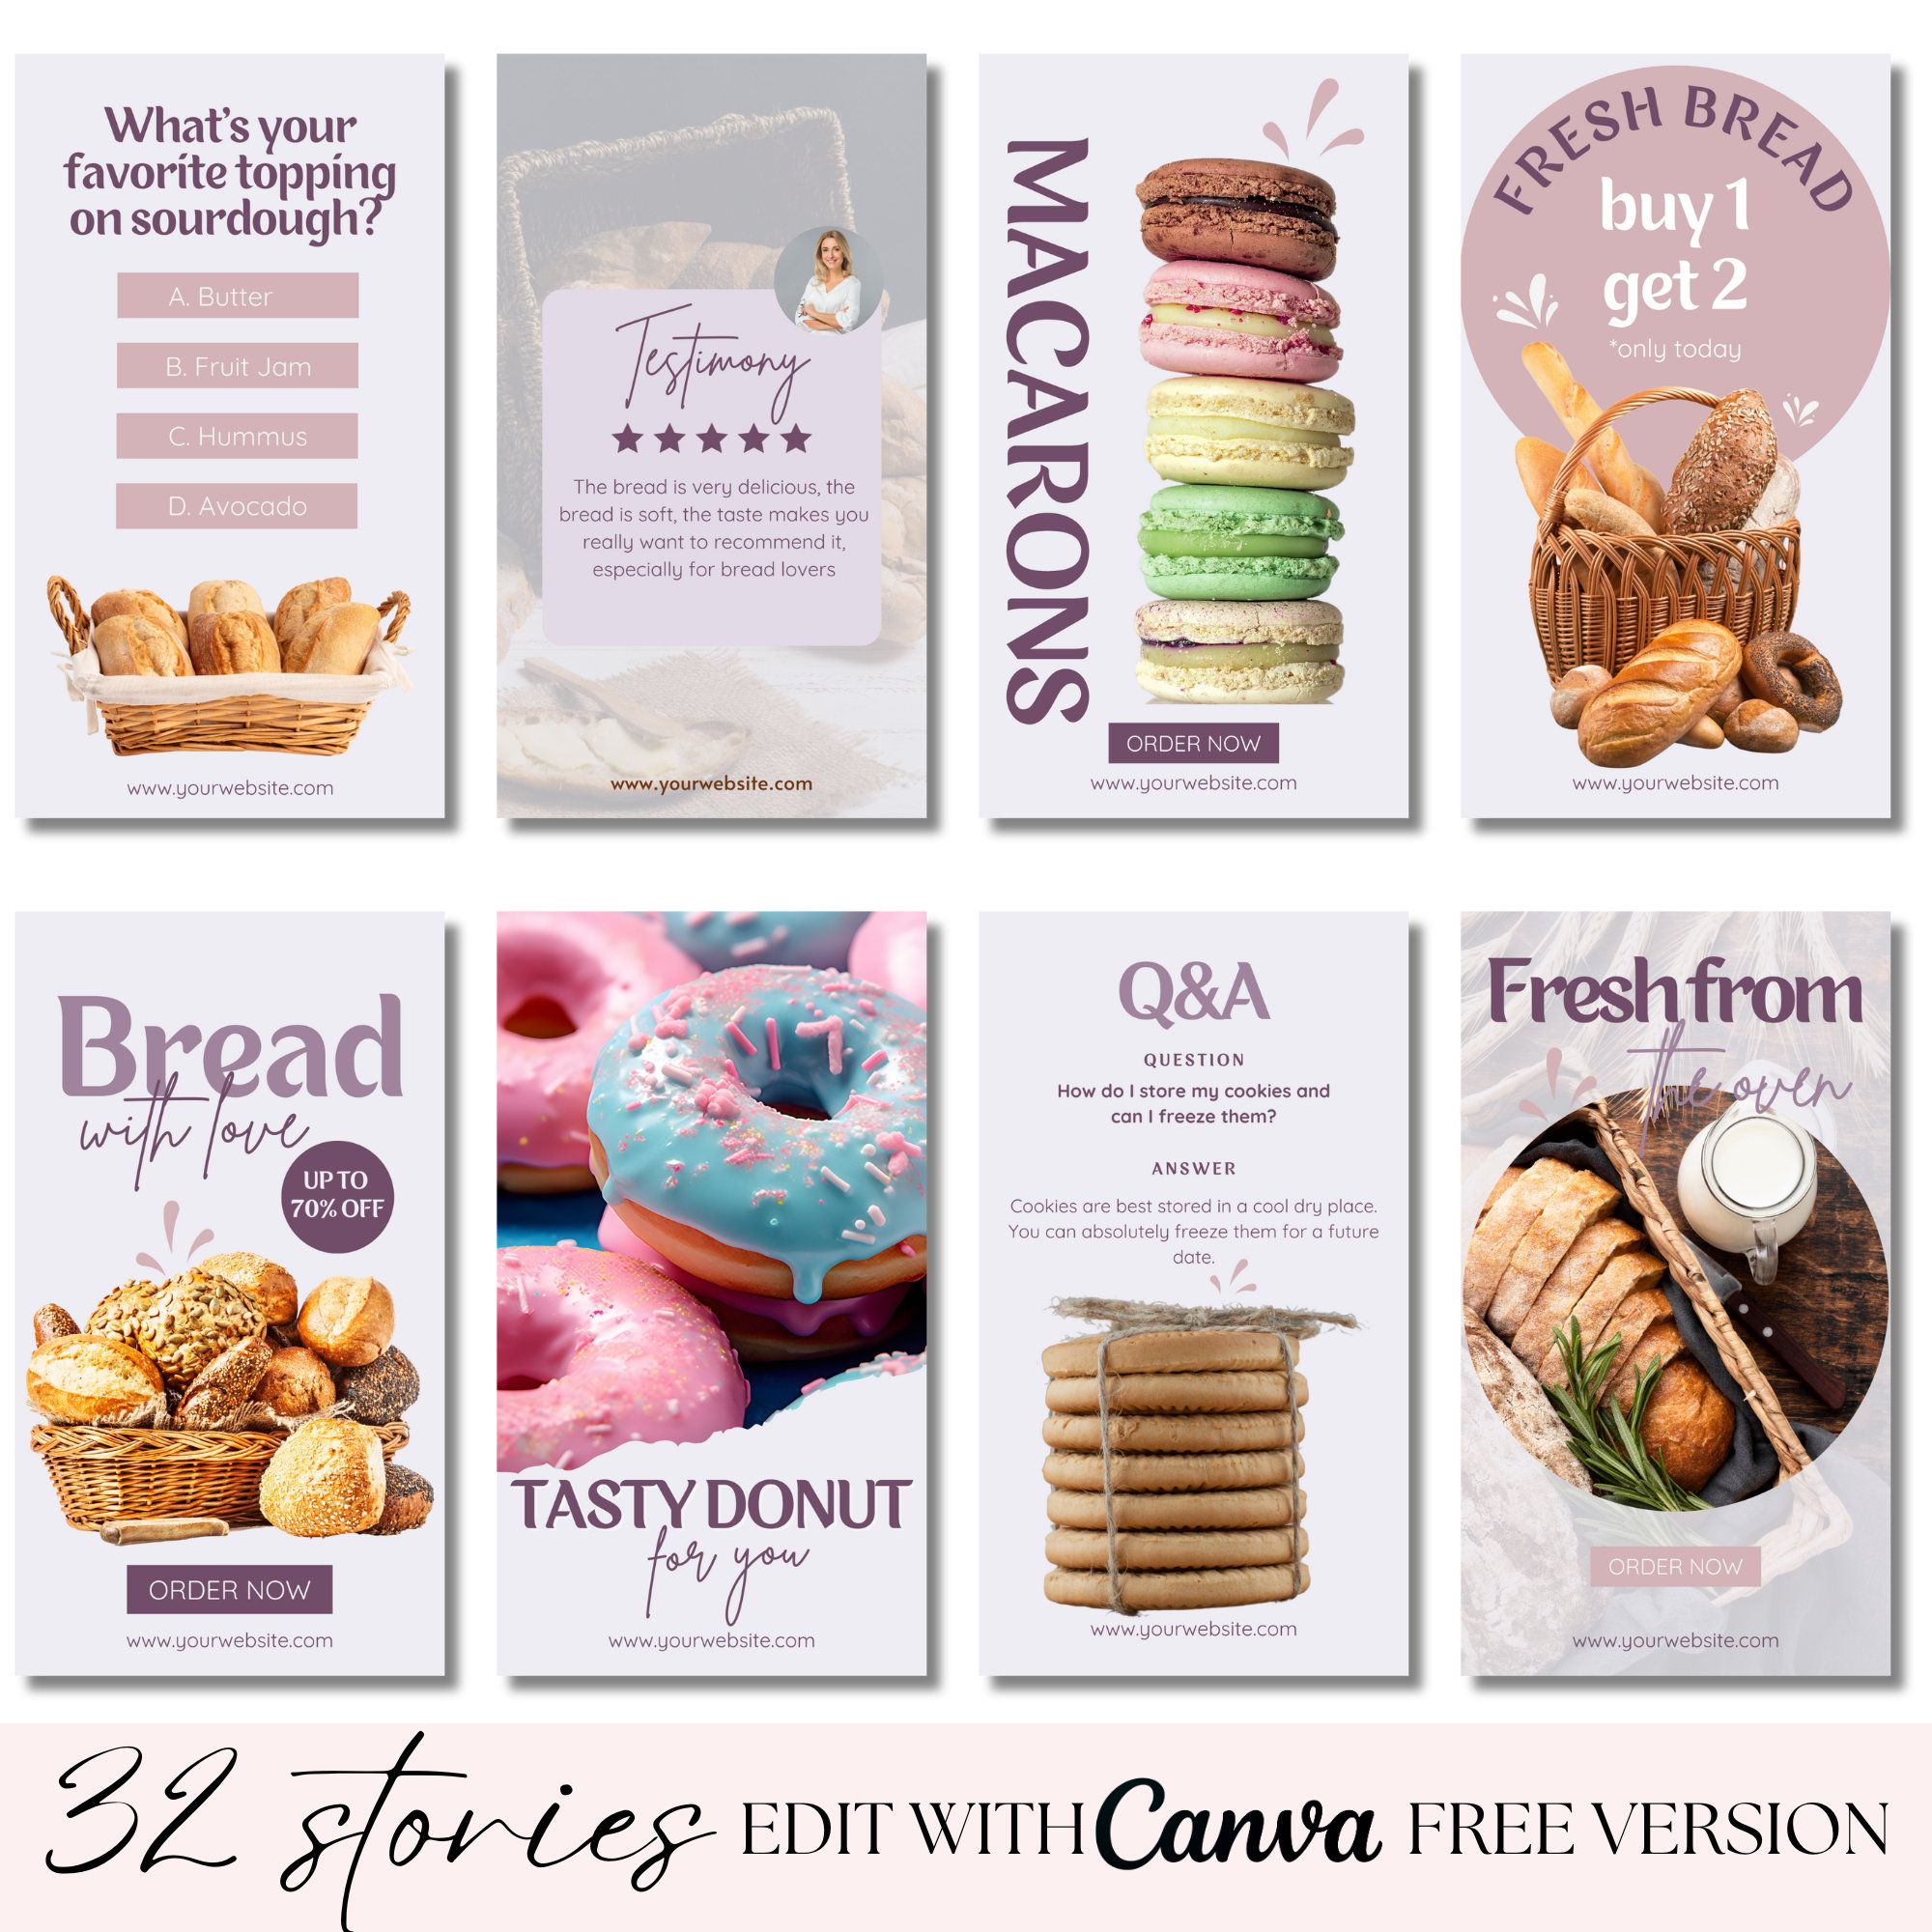 What's your
favorite topping
on sourdough?
A. Butter
B. Fruit Jam
C. Hummus
D. Avocado
www.yourwebsite.com
Testimony
The bread is very delicious, the
bread is soft, the taste makes you
really want to recommend it,
especially for bread lovers
www.yourwebsite.com
MACARONS
ORDER NOW
www.yourwebsite.com
FRESH BREAD
buy 1
get 2
*only today
www.yourwebsite.com
Bread
with love
UP TO
70% OFF
ORDER NOW
www.yourwebsite.com
TASTY DONUT
for you
www.yourwebsite.com
Q&A
QUESTION
How do I store my cookies and
can I freeze them?
ANSWER
Cookies are best stored in a cool dry place.
You can absolutely freeze them for a future
date.
www.yourwebsite.com
Fresh from
the oven
ORDER NOW
www.yourwebsite.com
32 stories EDIT WITH Canva FREE VERSION